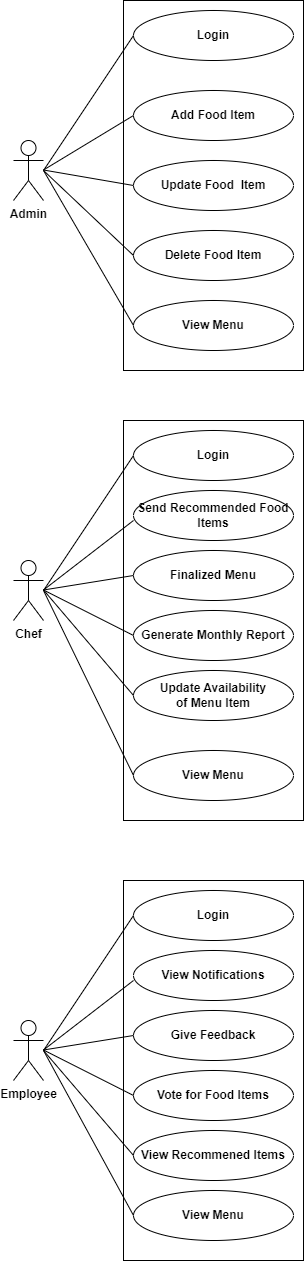 Login
Add Food Item
Update Food  Item
Admin
Delete Food Item
View Menu
Login
Send Recommended Food
Items
Finalized Menu
Chef
Generate Monthly Report
Update Availability
of Menu Item
View Menu
Login
View Notifications
Give Feedback
Employee
Vote for Food Items
View Recommened Items
View Menu